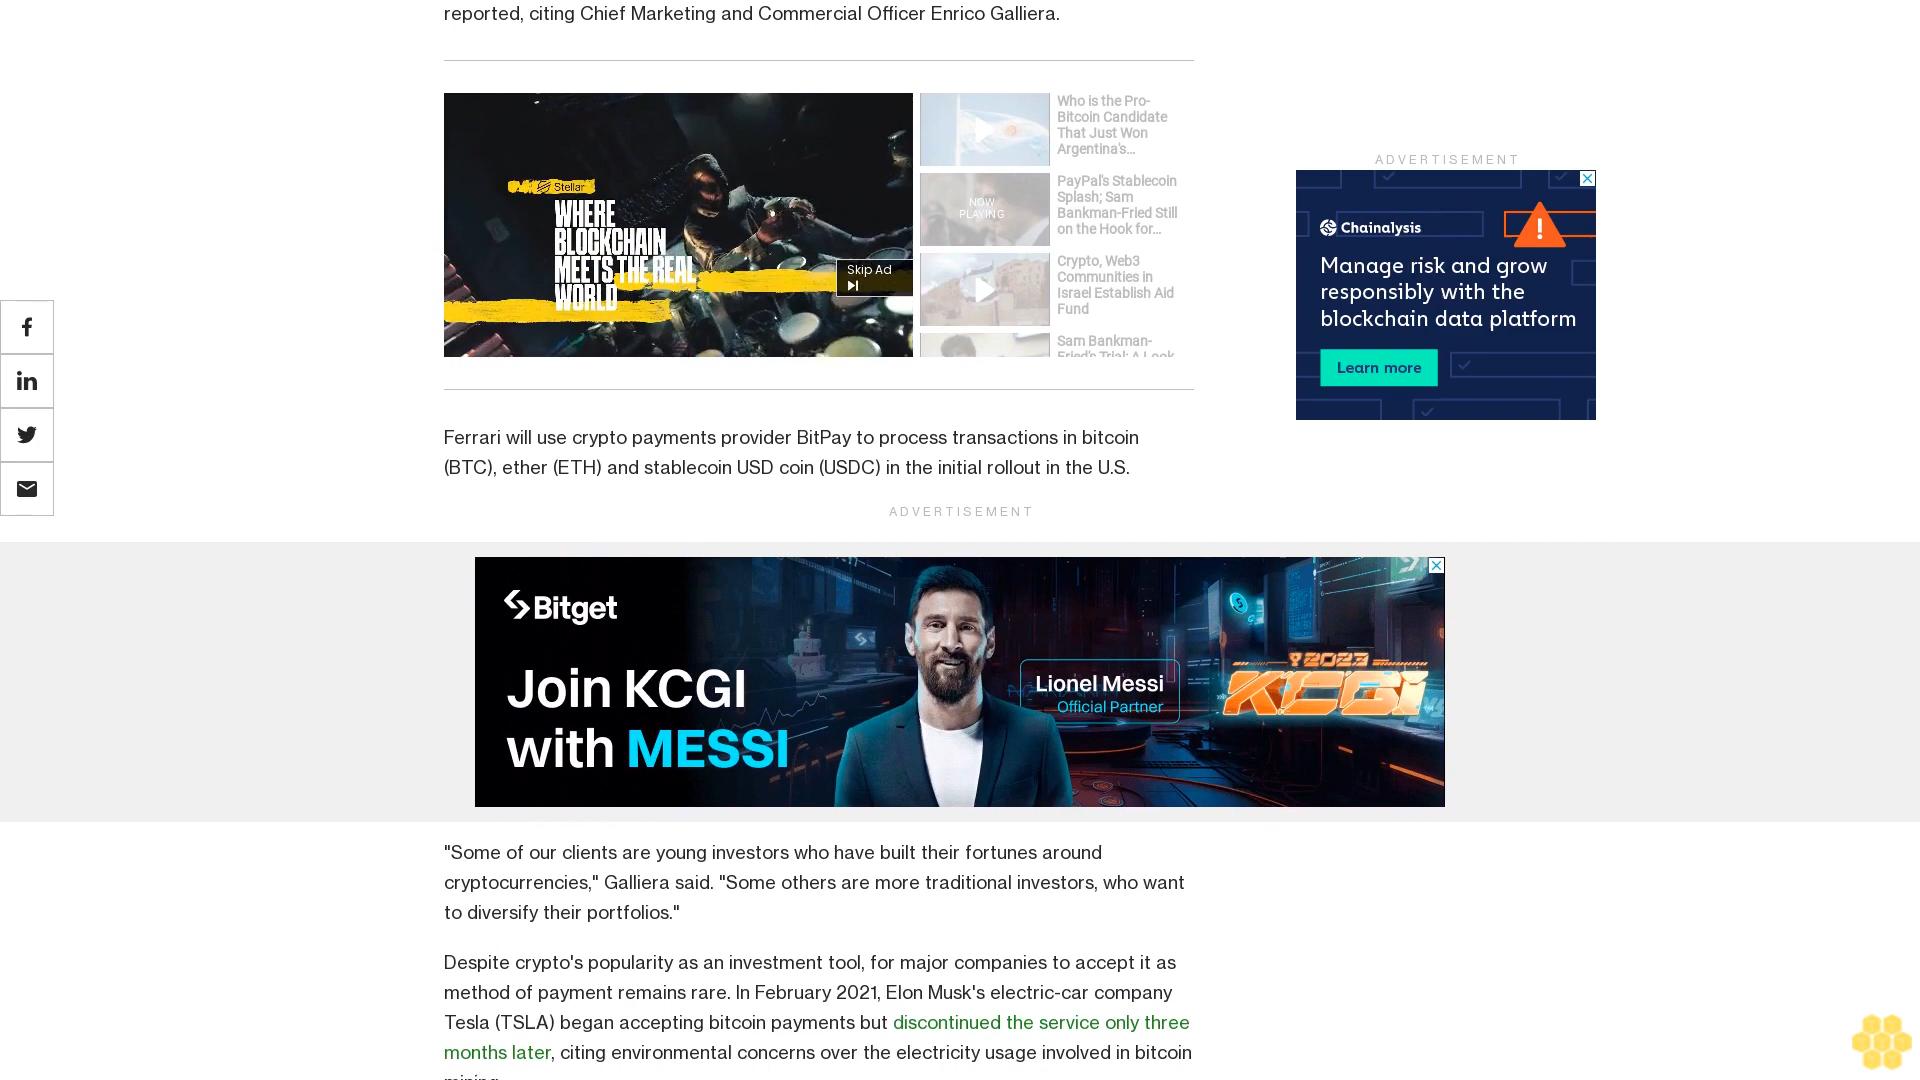 reported, citing Chief Marketing and Commercial Officer Enrico Galliera.
Stellar
WHERE
BLOCKCHAIN
MEETS THE REAL
WORLD
Skip Ad
Who is the Pro-
Bitcoin Candidate
That Just Won
Argentina's...
NOW
PLAYING
PayPal's Stablecoin
Splash; Sam
Bankman-Fried Still
on the Hook for...
Crypto, Web3
Communities in
Israel Establish Aid
Fund
Sam Bankman-
Fried's Trial: A Look
ADVERTISEMENT
Chainalysis
Manage risk and grow
responsibly with the
blockchain data platform
Learn more
Ferrari will use crypto payments provider BitPay to process transactions in bitcoin
(BTC), ether (ETH) and stablecoin USD coin (USDC) in the initial rollout in the U.S.
ADVERTISEMENT
Bitget
Join KCGI
with MESSI
Lionel Messi
Official Partner
2023
KCGI
"Some of our clients are young investors who have built their fortunes around
cryptocurrencies," Galliera said. "Some others are more traditional investors, who want
to diversify their portfolios."
Despite crypto's popularity as an investment tool, for major companies to accept it as
method of payment remains rare. In February 2021, Elon Musk's electric-car company
Tesla (TSLA) began accepting bitcoin payments but discontinued the service only three
months later, citing environmental concerns over the electricity usage involved in bitcoin